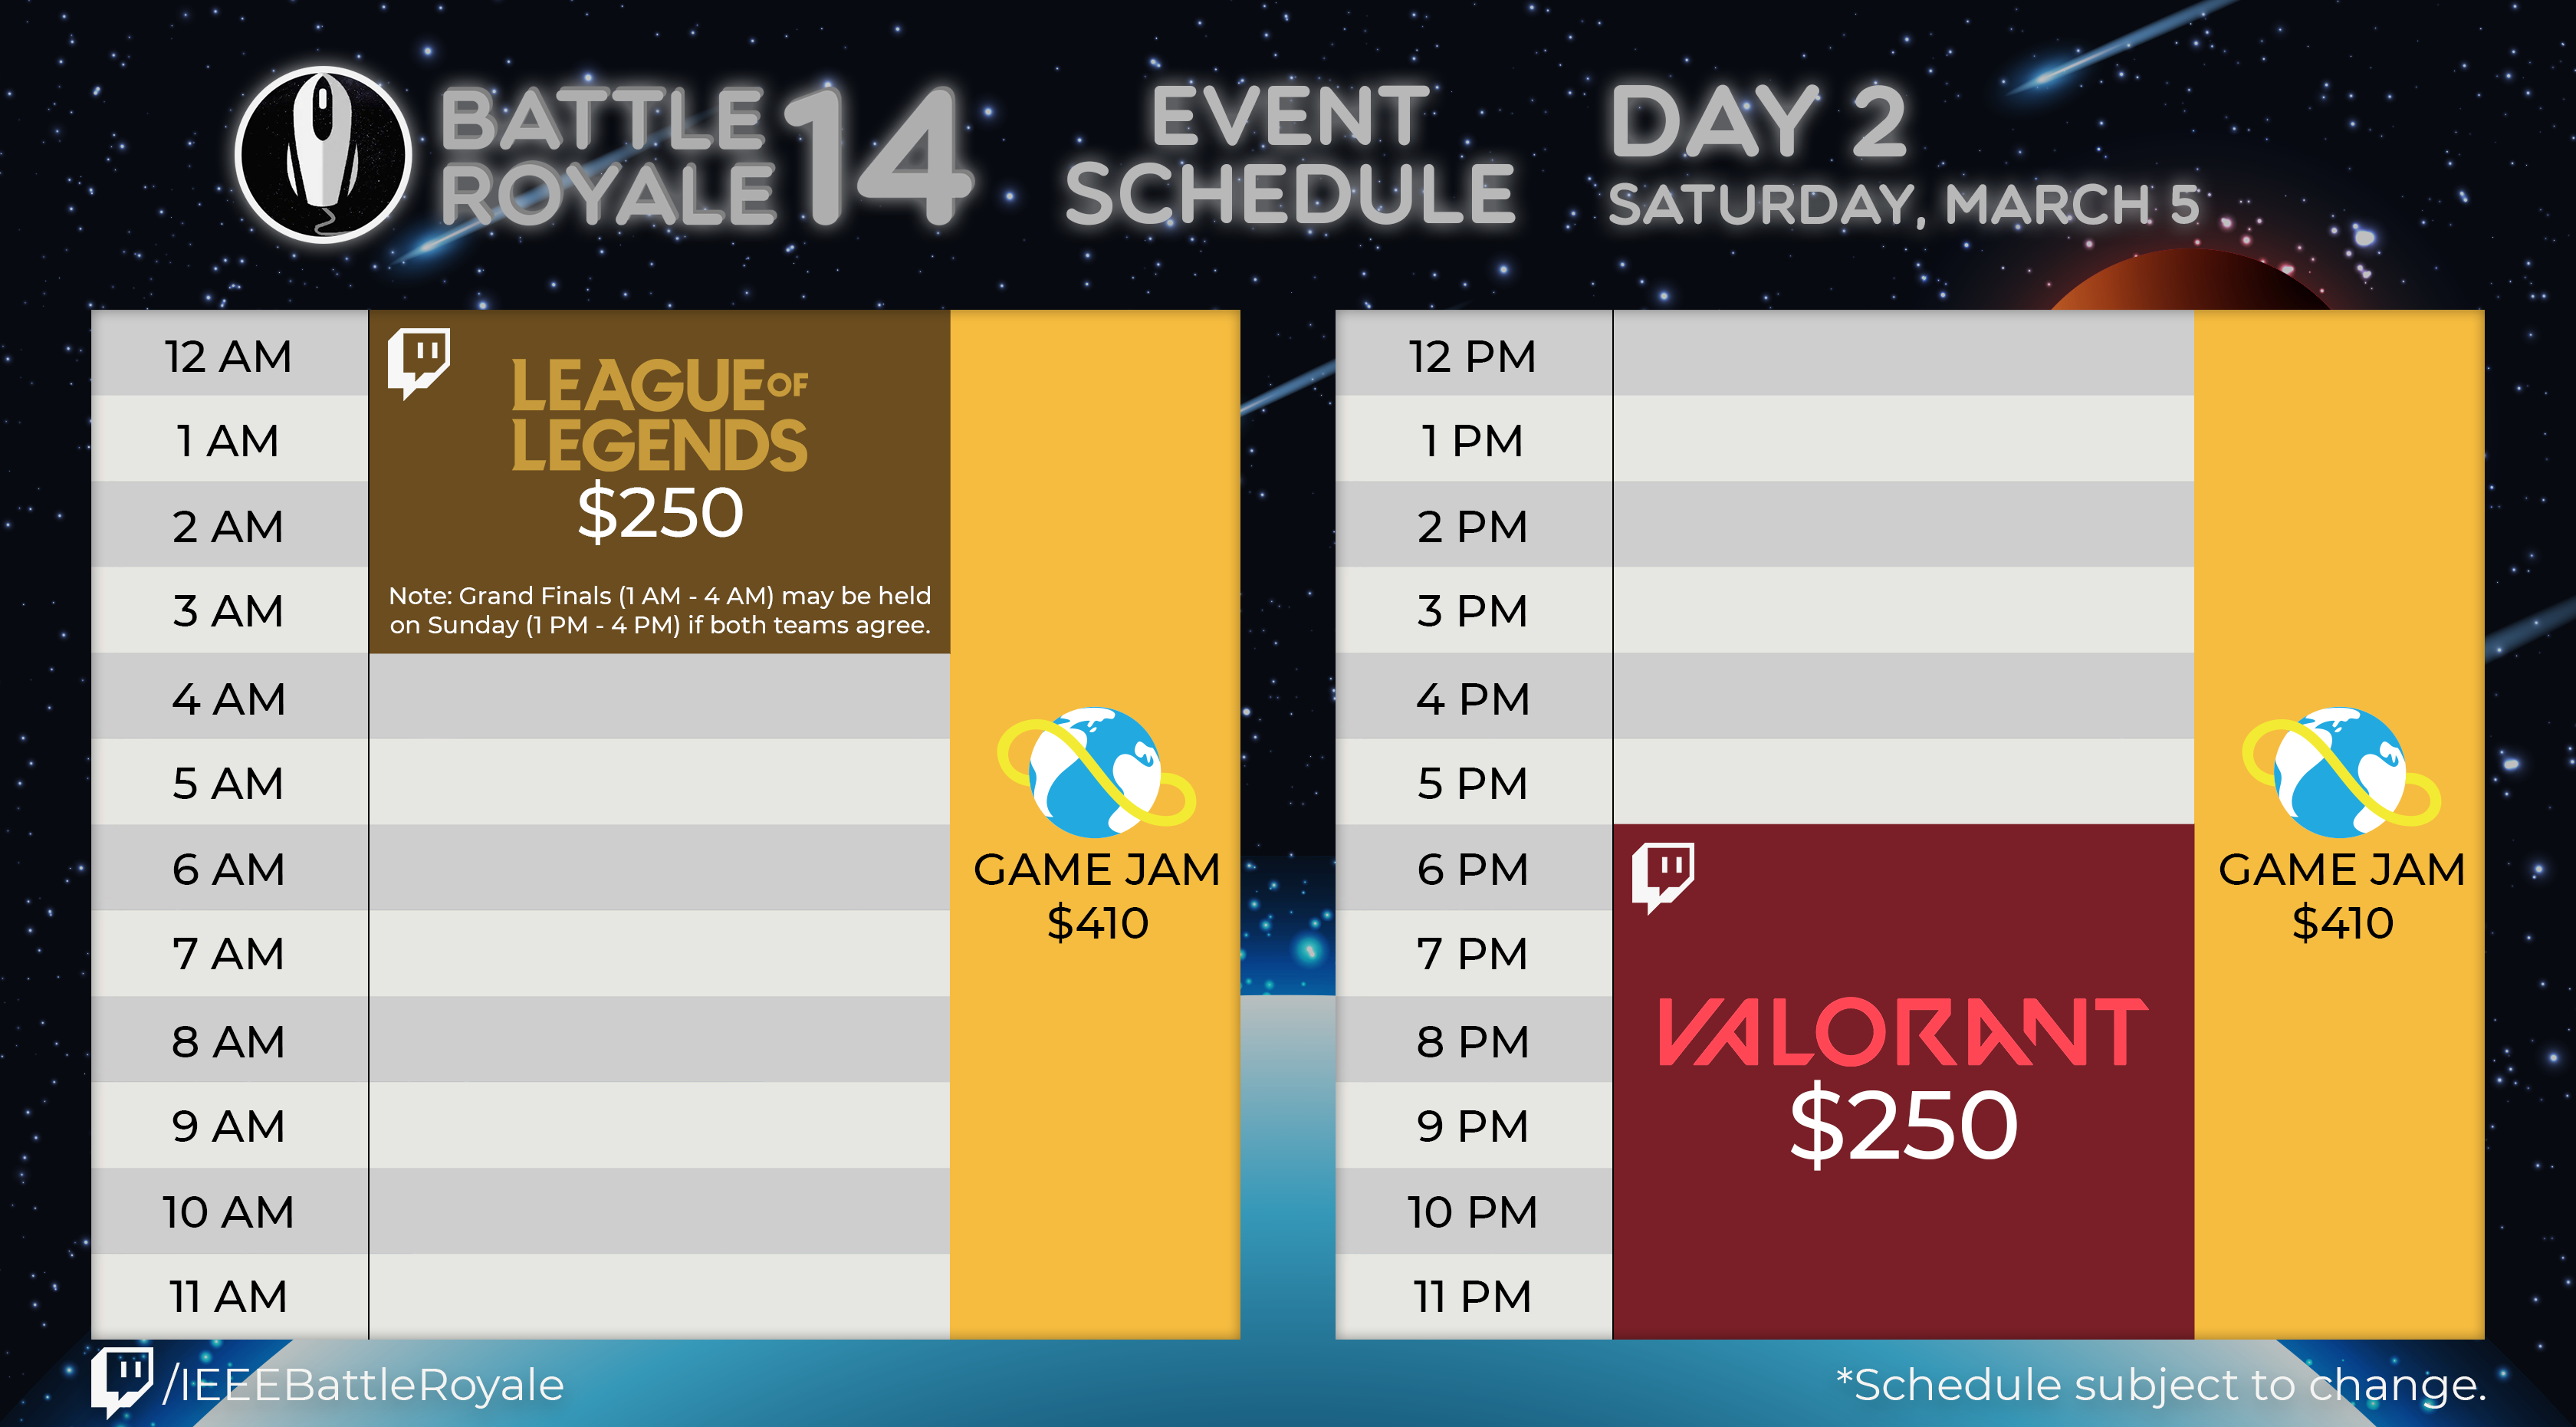 BATTLE
ROYALE 14
EVENT
SCHEDULE
DAY 2
SATURDAY, MARCH 5
12 AM
1 AM
2 AM
3 AM
4 AM
5 AM
6 AM
7 AM
8 AM
9 AM
10 AM
11 AM
LEAGUE OF
LEGENDS
$250
Note: Grand Finals (1 AM - 4 AM) may be held
on Sunday (1 PM - 4 PM) if both teams agree.
GAME JAM
$410
12 PM
1 PM
2 PM
3 PM
4 PM
5 PM
6 PM
7 PM
8 PM
9 PM
10 PM
11 PM
VALORANT
$250
GAME JAM
$410
/IEEEBattleRoyale
*Schedule subject to change.